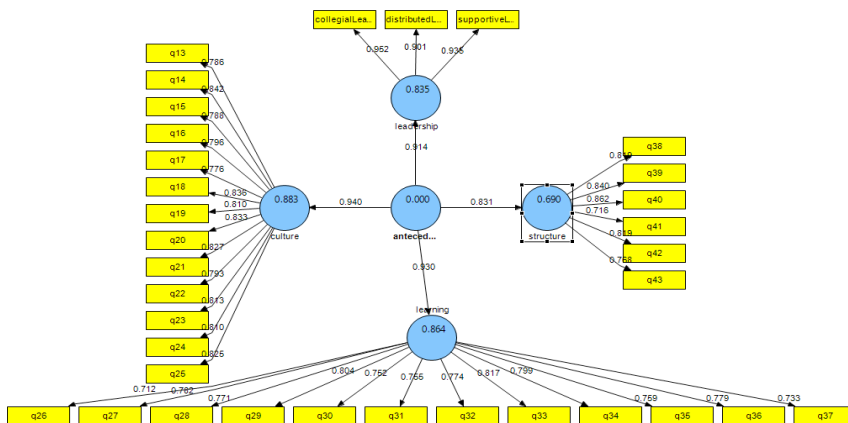 collegialLea..
distributedL...
supportiveL...
0.952
0.901
0.835
leadership
0.914
q13
q14
q15
q16
q17
q18
q19
q20
q21
q22
q23
q24
q25
0.786
0.842
0.788
0.796
0.776
0.836
0.810
0.833
0.827
0.793
0.813
0.810
0.825
0.883
culture
0.940
0.000
anteced...
0.831
0.690
structure
q38
q39
q40
q41
q42
q43
0.840
0.862
0.716
0.819
0.768
0.930
learning
0.864
0.712
0.762
0.771
0.804
0.752
0.774
0.817
0.799
0.759
0.779
0.733
q26
q27
q28
q29
q30
q31
q32
q33
q34
q35
q36
q37